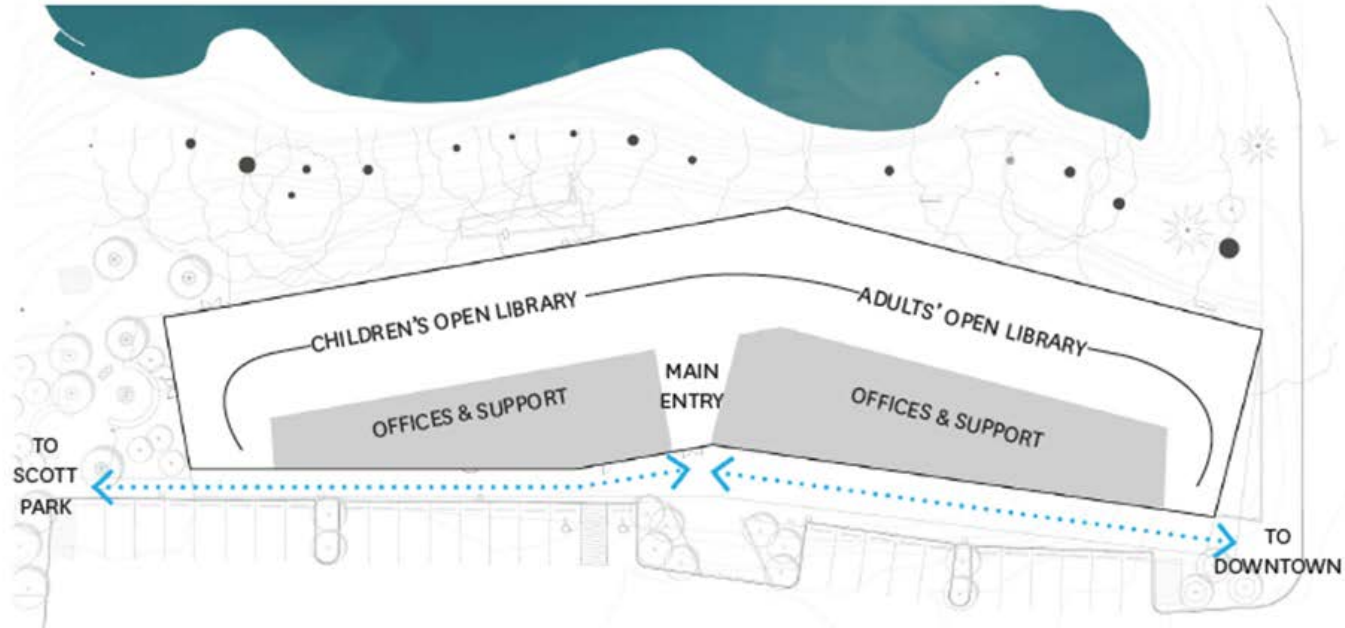 CHILDREN'S OPEN LIBRARY
ADULTS' OPEN LIBRARY
MAIN
ENTRY
OFFICES & SUPPORT
OFFICES & SUPPORT
TO
SCOTT
PARK
TO
DOWNTOWN